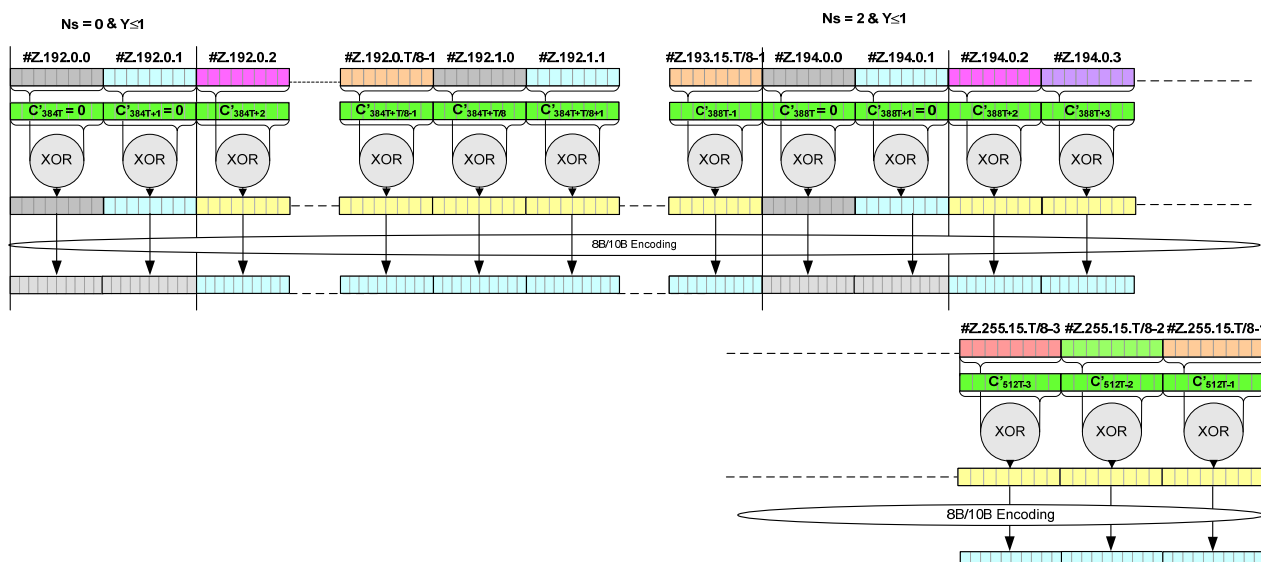 Ns = 0 & Y≤1 Ns = 2 & Y≤1
#Z.192.0.0 #Z.192.0.1 #Z.192.0.2 #Z.192.0.T/8-1 #Z.192.1.0 #Z.192.1.1 #Z.193.15.T/8-1 #Z.194.0.0 #Z.194.0.1 #Z.194.0.2 #Z.194.0.3
C'384T = 0 C'384T+1 = 0 C'384T+2 C'384T+T/8-1 C'384T+T/8 C'384T+T/8+1 C'388T-1 C'388T = 0 C'388T+1 = 0 C'388T+2 C'388T+3
XOR XOR XOR XOR XOR XOR XOR XOR XOR XOR XOR
8B/10B Encoding
#Z.255.15.T/8-3 #Z.255.15.T/8-2 #Z.255.15.T/8-1
C'512T-3 C'512T-2 C'512T-1
XOR XOR XOR
8B/10B Encoding